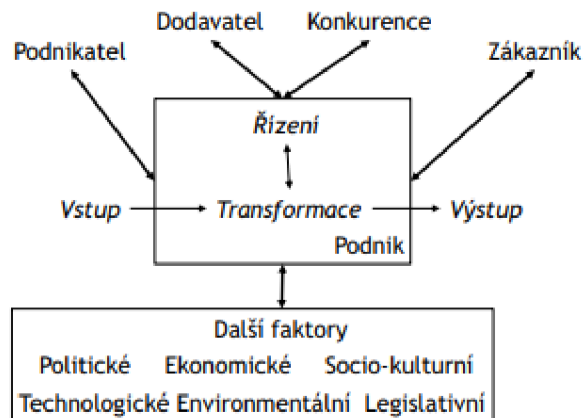 Dodavatel Konkurence
Podnikatel Zákazník
Řízení
Vstup Transformace Výstup
Podnik
Další faktory
Politické Ekonomické Socio-kulturní
Technologické Environmentální Legislativní